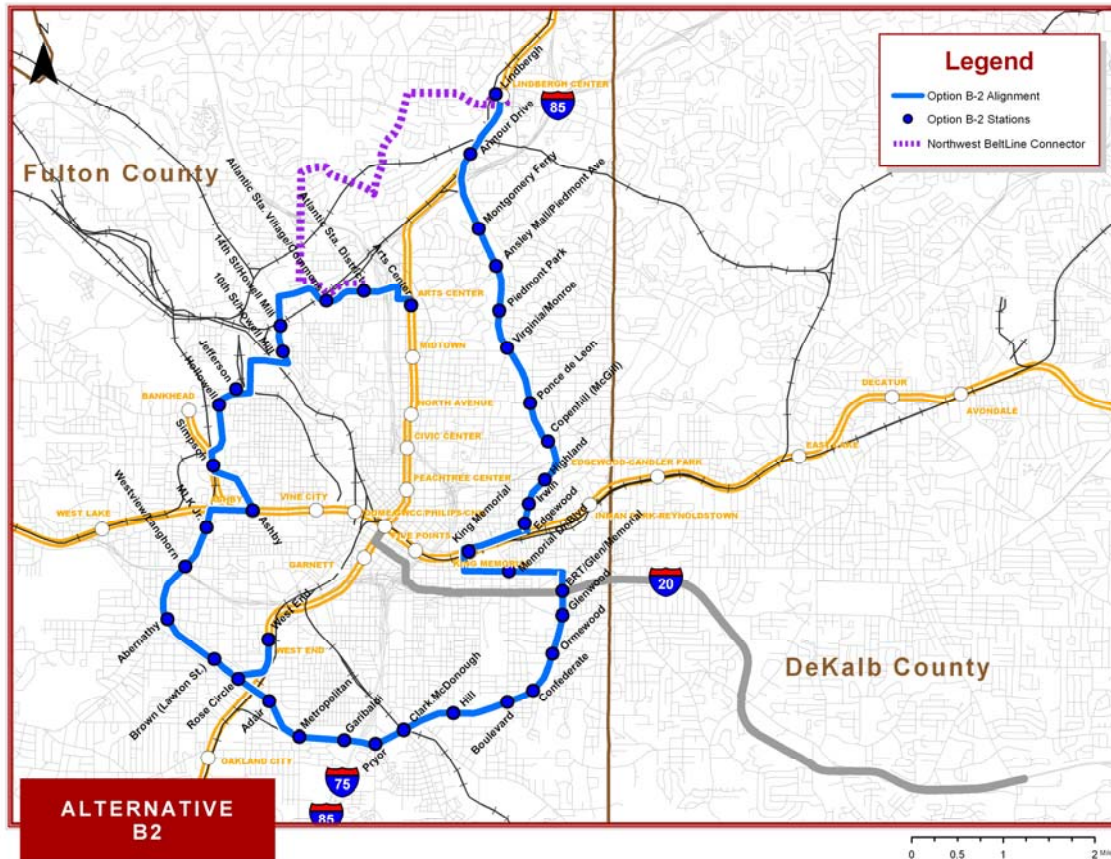 N
Legend
Option B-2 Alignment
Option B-2 Stations
Northwest BeltLine Connector
Fulton County
DeKalb County
Lindbergh
LINDBERGH CENTER
85
Armour Drive
Montgomery Ferry
Ansley Mall/Piedmont Ave
Piedmont Park
Virginia/Monroe
Ponce de Leon
Copenhill (McGill)
Highland
Irwin
Edgewood
Atlantic Sta. District
Atlantic Sta. Village/Commons
Arts Center
ARTS CENTER
14th St/Howell Mill
10th St/Howell Mill
Jefferson
Hollowell
BANKHEAD
Simpson
MIDTOWN
NORTH AVENUE
CIVIC CENTER
PEACHTREE CENTER
EDGEWOOD-CANDLER PARK
DECATUR
AVONDALE
EAST LAKE
INMAN PARK-REYNOLDSTOWN
WEST LAKE
ASHBY
VINE CITY
Ashby
FIVE POINTS
King Memorial
KING MEMORIAL
Memorial Dr/Blvd
GARNETT
MLK Jr.
Westview/Langhorn
BRT/Glen/Memorial
Glenwood
20
Ormewood
Confederate
Boulevard
Hill
Clark McDonough
Pryor
Garibaldi
Metropolitan
Adair
Rose Circle
Brown (Lawton St.)
Abernathy
West End
WEST END
OAKLAND CITY
75
85
ALTERNATIVE
B2
0 0.5 1 2